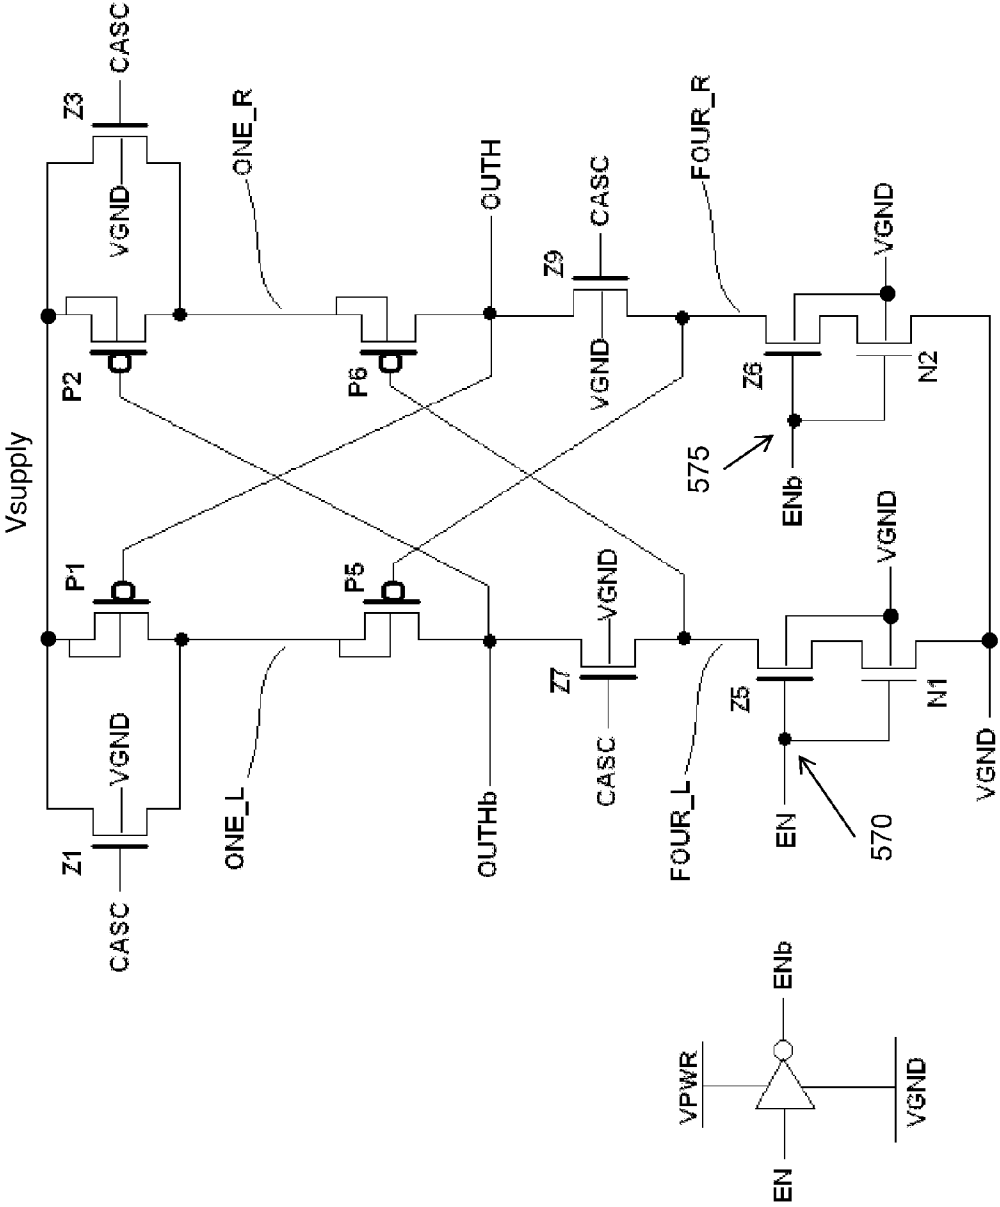 Vsupply
CASC
Z3
VGND
ONE_R
OUTH
P2
P6
Z9
CASC
VGND
FOUR_R
VGND
Z6
N2
575
ENb
P1
P5
VGND
Z7
CASC
VGND
Z5
N1
VGND
570
EN
Z1
VGND
CASC
ONE_L
OUTHb
FOUR_L
VPWR
ENb
EN
VGND